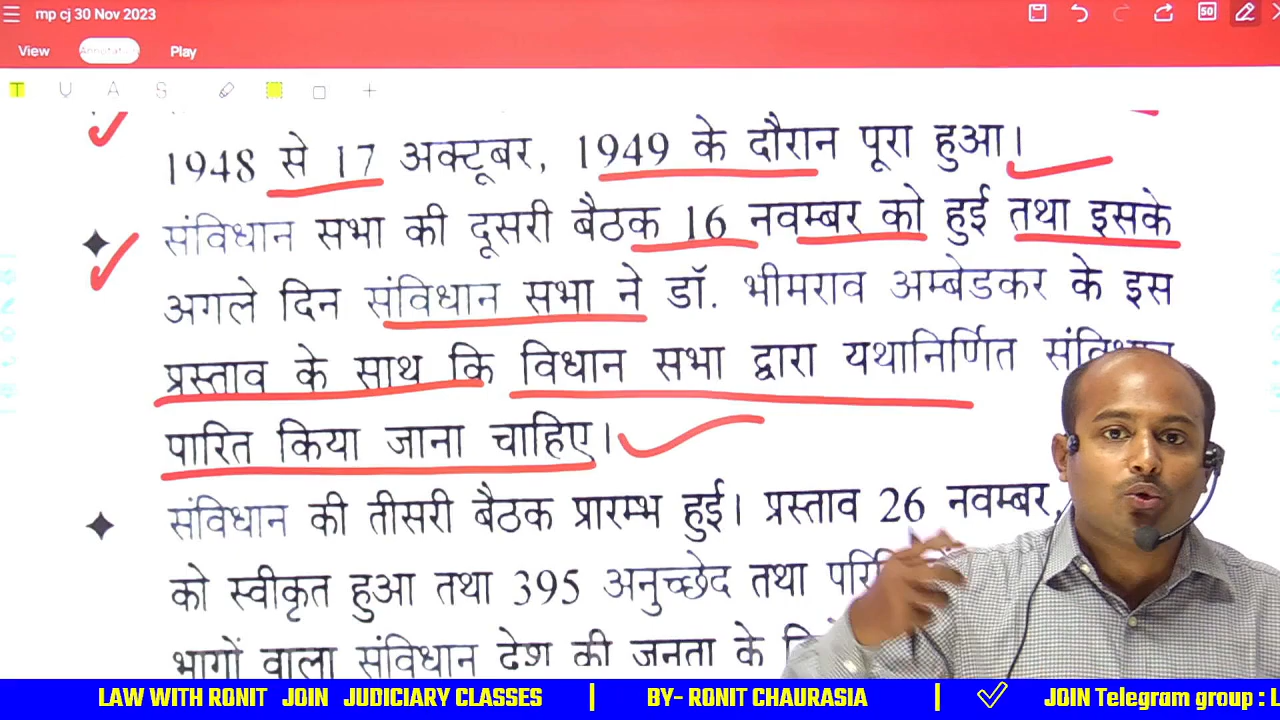 mp cj 30 Nov 2023
50
View Annotate Play
T U A S
1948 से 17 अक्टूबर, 1949 के दौरान पूरा हुआ।
संविधान सभा की दूसरी बैठक 16 नवम्बर को हुई तथा इसके
अगले दिन संविधान सभा ने डॉ. भीमराव अम्बेडकर के इस
प्रस्ताव के साथ कि विधान सभा द्वारा यथानिर्णित संविधान
पारित किया जाना चाहिए।
संविधान की तीसरी बैठक प्रारम्भ हुई। प्रस्ताव 26 नवम्बर,
को स्वीकृत हुआ तथा 395 अनुच्छेद तथा
भागों वाला संविधान देश की जनता के
LAW WITH RONIT JOIN JUDICIARY CLASSES | BY- RONIT CHAURASIA | JOIN Telegram group :